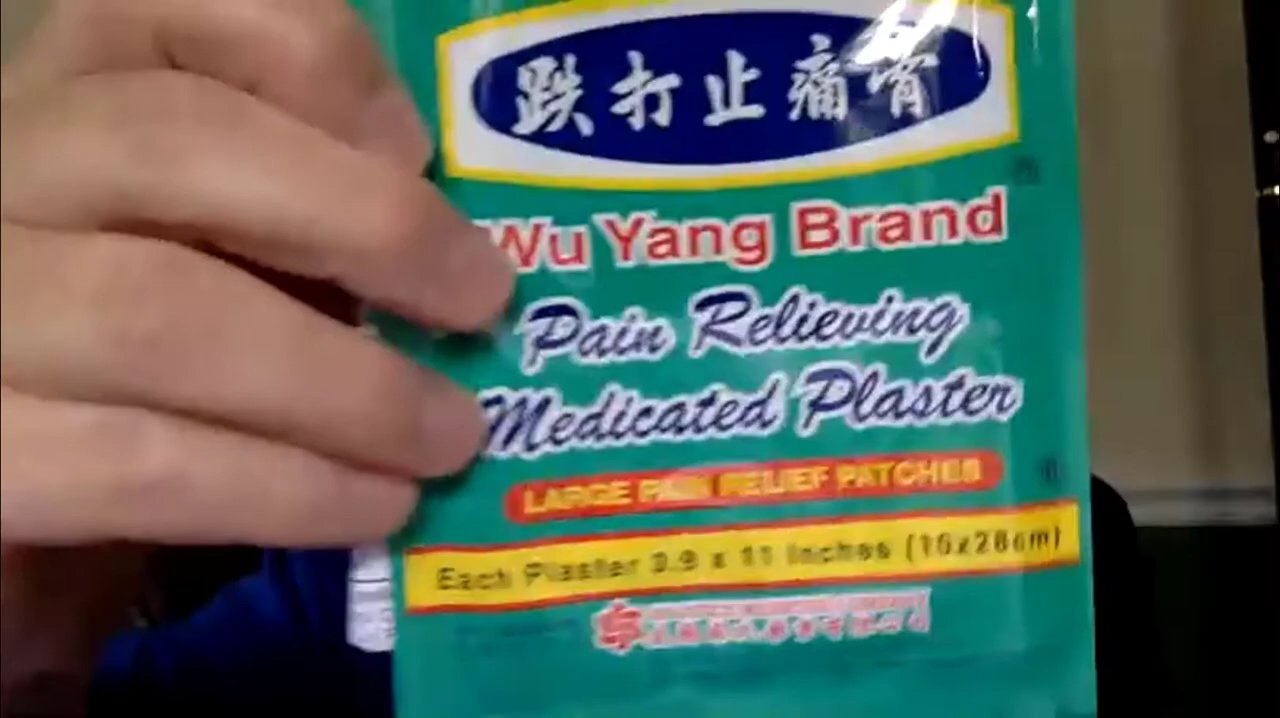 跌打止痛膏
Wu Yang Brand
Pain Relieving
Medicated Plaster
LARGE PAIN RELIEF PATCHES
Each Plaster 3.9 x 11 Inches (10x28cm)